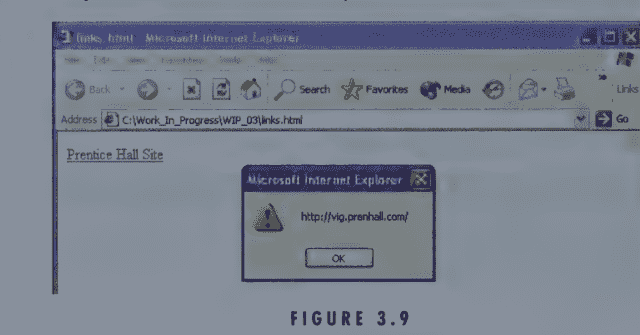 links.html - Microsoft Internet Explorer
Back
Search
Favorites
Media
Links
Address
C:\Work_In_Progress\WIP_03\links.html
Go
Prentice Hall Site
Microsoft Internet Explorer
http://vig.prenhall.com/
OK
FIGURE 3.9